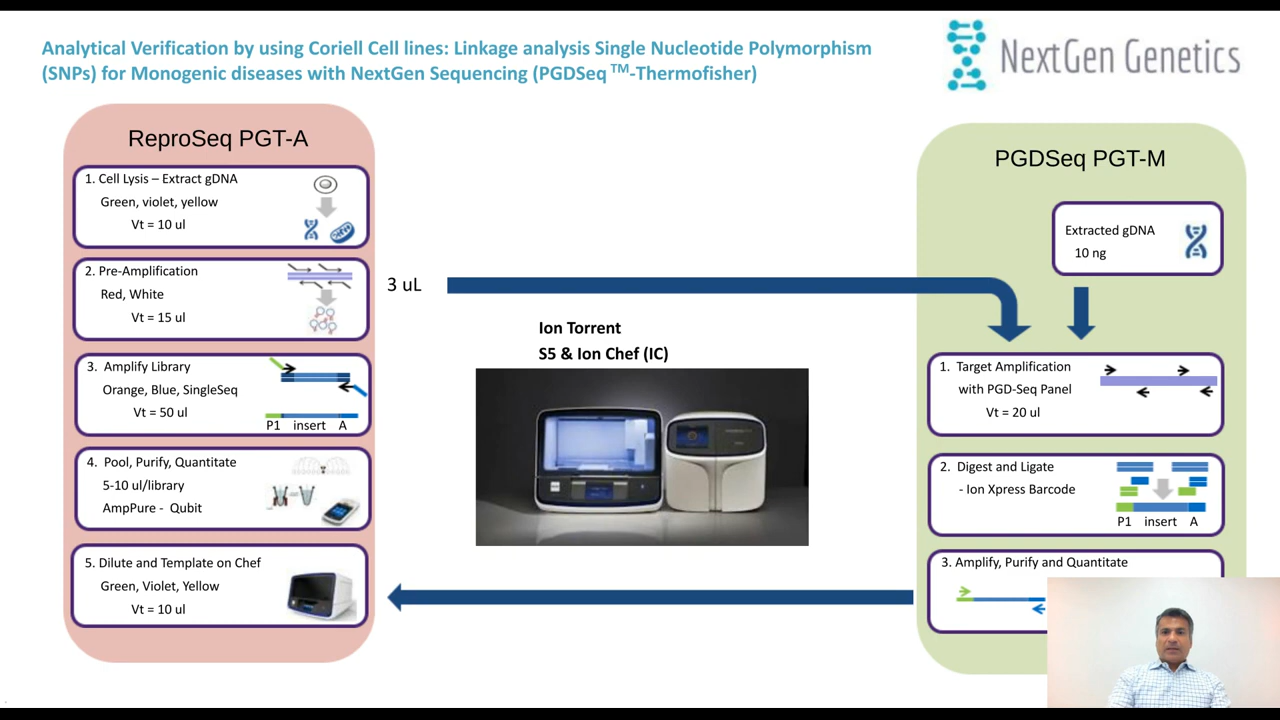 Analytical Verification by using Coriell Cell lines: Linkage analysis Single Nucleotide Polymorphism
(SNPs) for Monogenic diseases with NextGen Sequencing (PGDSeq TM-Thermofisher)
NextGen Genetics
ReproSeq PGT-A
1. Cell Lysis – Extract gDNA
Green, violet, yellow
Vt = 10 ul
2. Pre-Amplification
Red, White
Vt = 15 ul
3. Amplify Library
Orange, Blue, SingleSeq
Vt = 50 ul
P1 insert A
4. Pool, Purify, Quantitate
5-10 ul/library
AmpPure - Qubit
5. Dilute and Template on Chef
Green, Violet, Yellow
Vt = 10 ul
3 uL
Ion Torrent
S5 & Ion Chef (IC)
PGDSeq PGT-M
Extracted gDNA
10 ng
1. Target Amplification
with PGD-Seq Panel
Vt = 20 ul
2. Digest and Ligate
- Ion Xpress Barcode
P1 insert A
3. Amplify, Purify and Quantitate